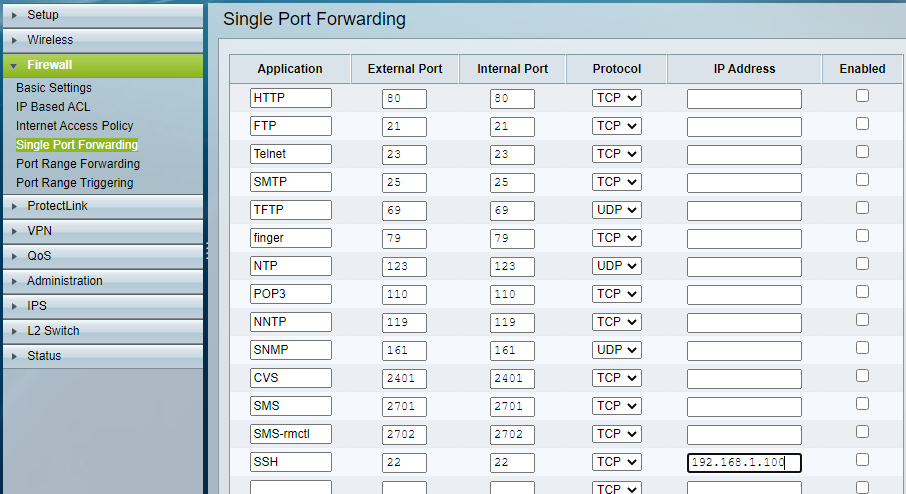 Setup
Wireless
Firewall
Basic Settings
IP Based ACL
Internet Access Policy
Single Port Forwarding
Port Range Forwarding
Port Range Triggering
ProtectLink
VPN
QoS
Administration
IPS
L2 Switch
Status
Single Port Forwarding
Application External Port Internal Port Protocol IP Address Enabled
HTTP 80 80 TCP
FTP 21 21 TCP
Telnet 23 23 TCP
SMTP 25 25 TCP
TFTP 69 69 UDP
finger 79 79 TCP
NTP 123 123 UDP
POP3 110 110 TCP
NNTP 119 119 TCP
SNMP 161 161 UDP
CVS 2401 2401 TCP
SMS 2701 2701 TCP
SMS-rmctl 2702 2702 TCP
SSH 22 22 TCP 192.168.1.100
TCP